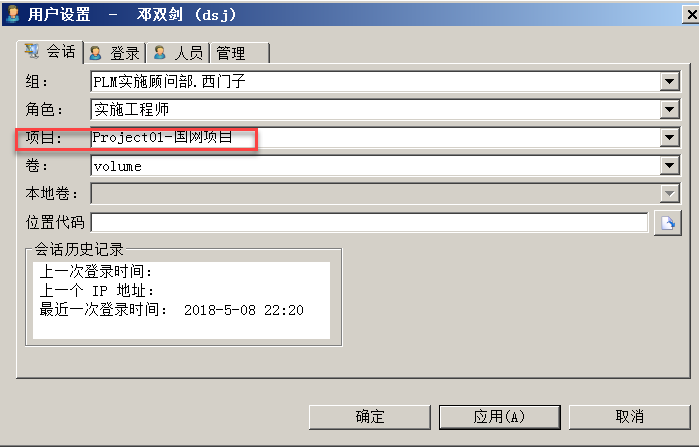 用户设置 - 邓双剑 (dsj)
会话 登录 人员 管理
组： PLM实施顾问部.西门子
角色： 实施工程师
项目： Project01-国网项目
卷： volume
本地卷：
位置代码
会话历史记录
上一次登录时间：
上一个 IP 地址：
最近一次登录时间： 2018-5-08 22:20
确定 应用(A) 取消